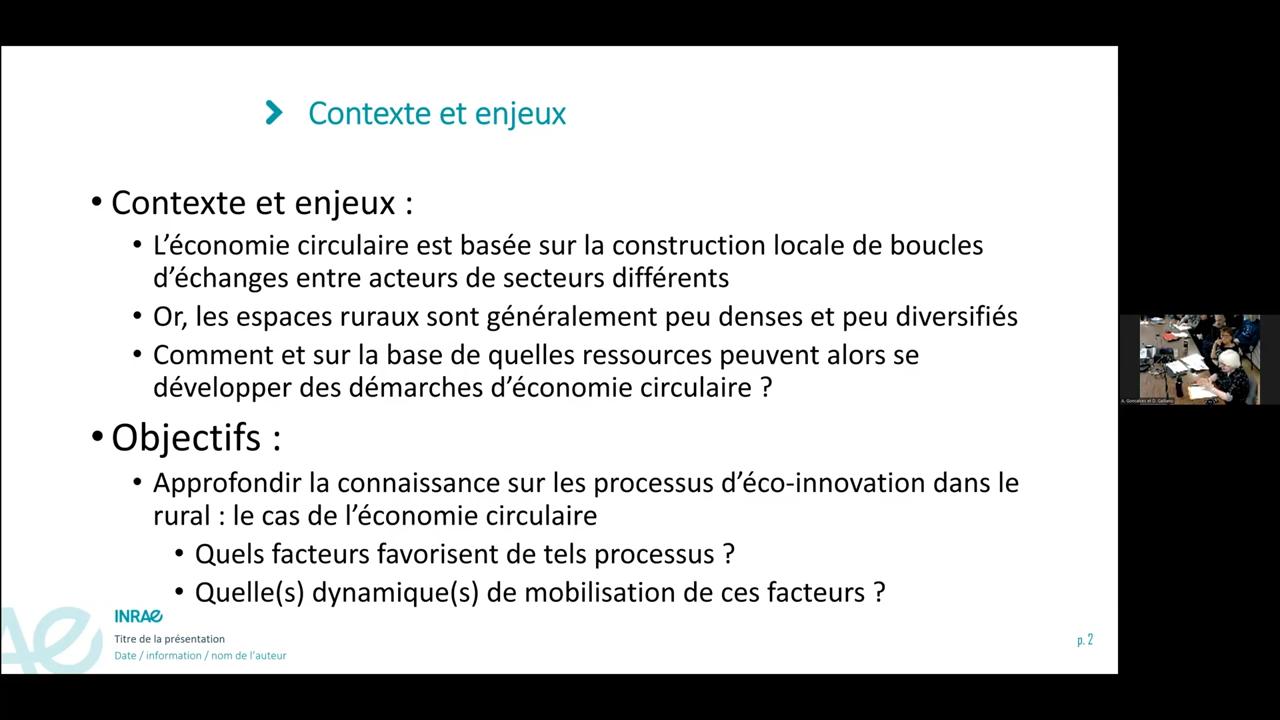 Contexte et enjeux
• Contexte et enjeux :
• L’économie circulaire est basée sur la construction locale de boucles
d’échanges entre acteurs de secteurs différents
• Or, les espaces ruraux sont généralement peu denses et peu diversifiés
• Comment et sur la base de quelles ressources peuvent alors se
développer des démarches d’économie circulaire ?
• Objectifs :
• Approfondir la connaissance sur les processus d’éco-innovation dans le
rural : le cas de l’économie circulaire
• Quels facteurs favorisent de tels processus ?
• Quelle(s) dynamique(s) de mobilisation de ces facteurs ?
INRAE
Titre de la présentation
Date / information / nom de l’auteur
p. 2
A. Goncalves et D. Galliano